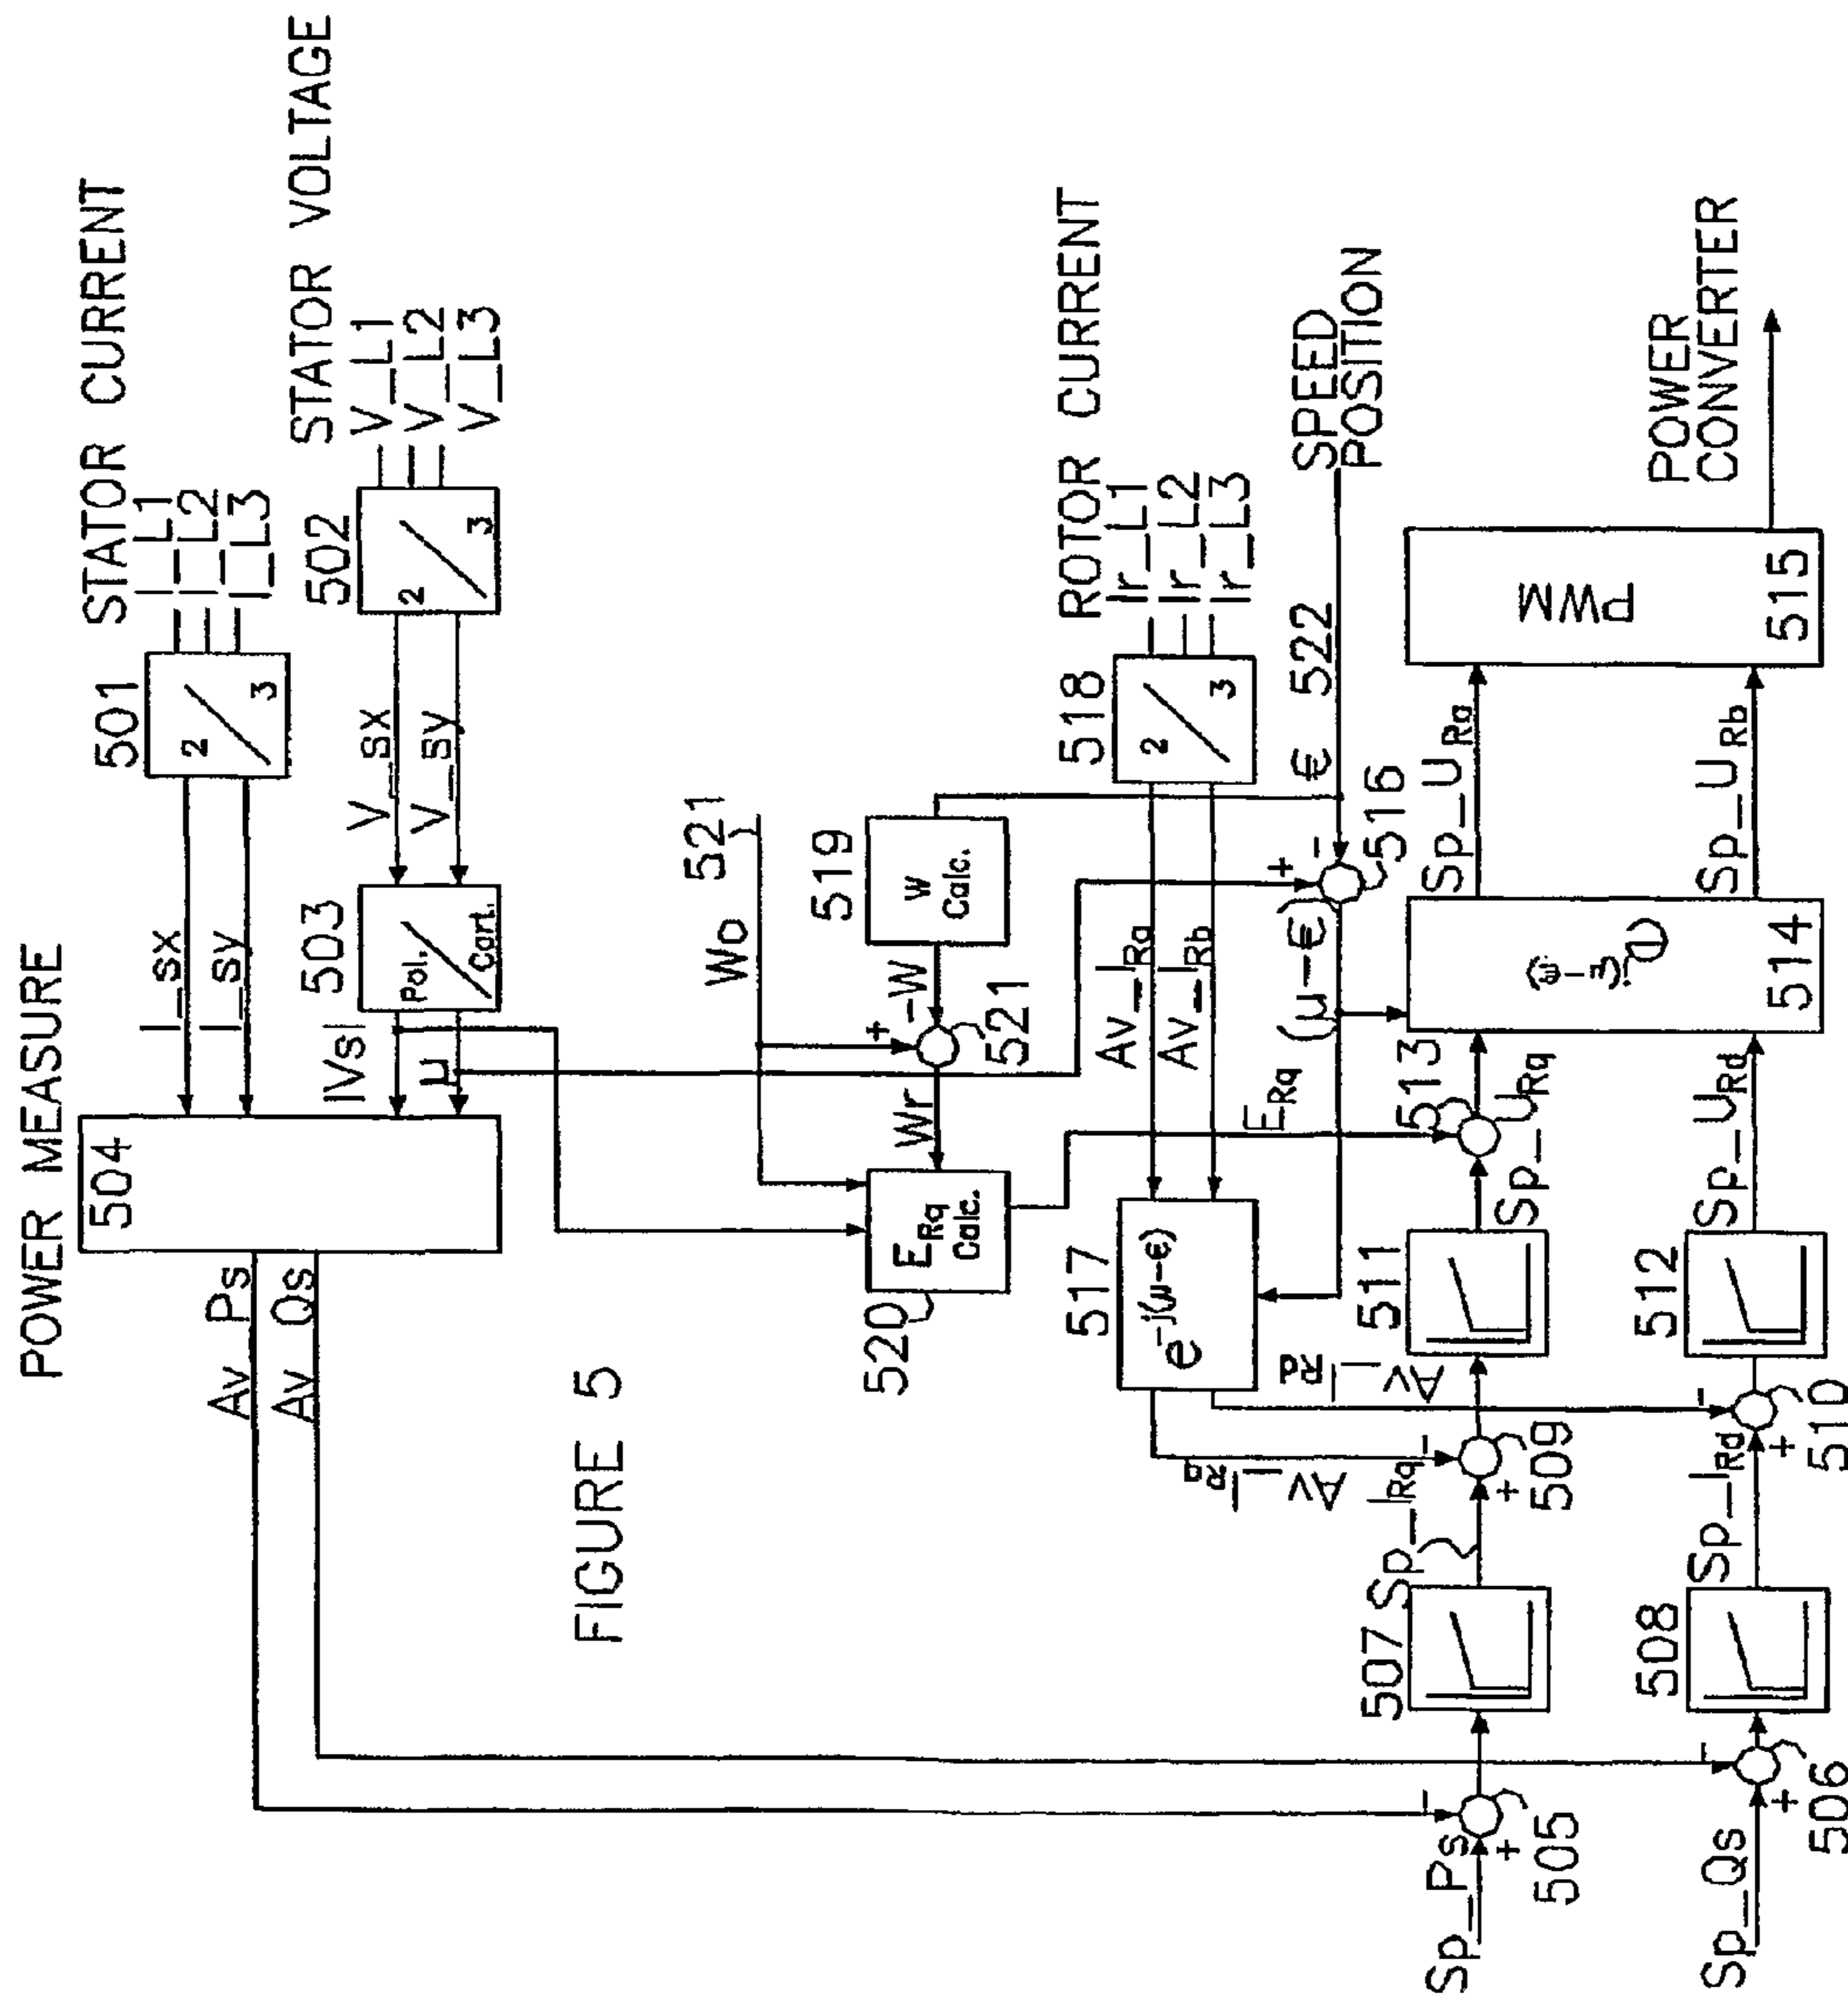 POWER MEASURE
504
Av_Ps
Av_Qs
I_sx
I_sy
501
2
3
STATOR CURRENT
I_L1
I_L2
I_L3
|Vs|
μ
503
Pol.
Cart.
V_sx
V_sy
502
2
3
STATOR VOLTAGE
V_L1
V_L2
V_L3
FIGURE 5
Wo
521
520
E_Rq
Calc.
Wr
+
-W
521
519
W
Calc.
517
e^-j(μ-ϵ)
Av_I_Ra
Av_I_Rb
518
2
3
ROTOR CURRENT
Ir_L1
Ir_L2
Ir_L3
Av_I_Rq
Av_I_Rd
E_Rq
(μ-ϵ)
+
-
516
ϵ
522
SPEED
POSITION
Sp_Ps
-
+
505
507
Sp_I_Rq
-
+
509
511
Sp_U_Rq
513
Sp_U_Ra
PWM
515
POWER
CONVERTER
Sp_Qs
-
+
506
508
Sp_I_Rd
-
+
510
512
Sp_U_Rd
514
Sp_U_Rb